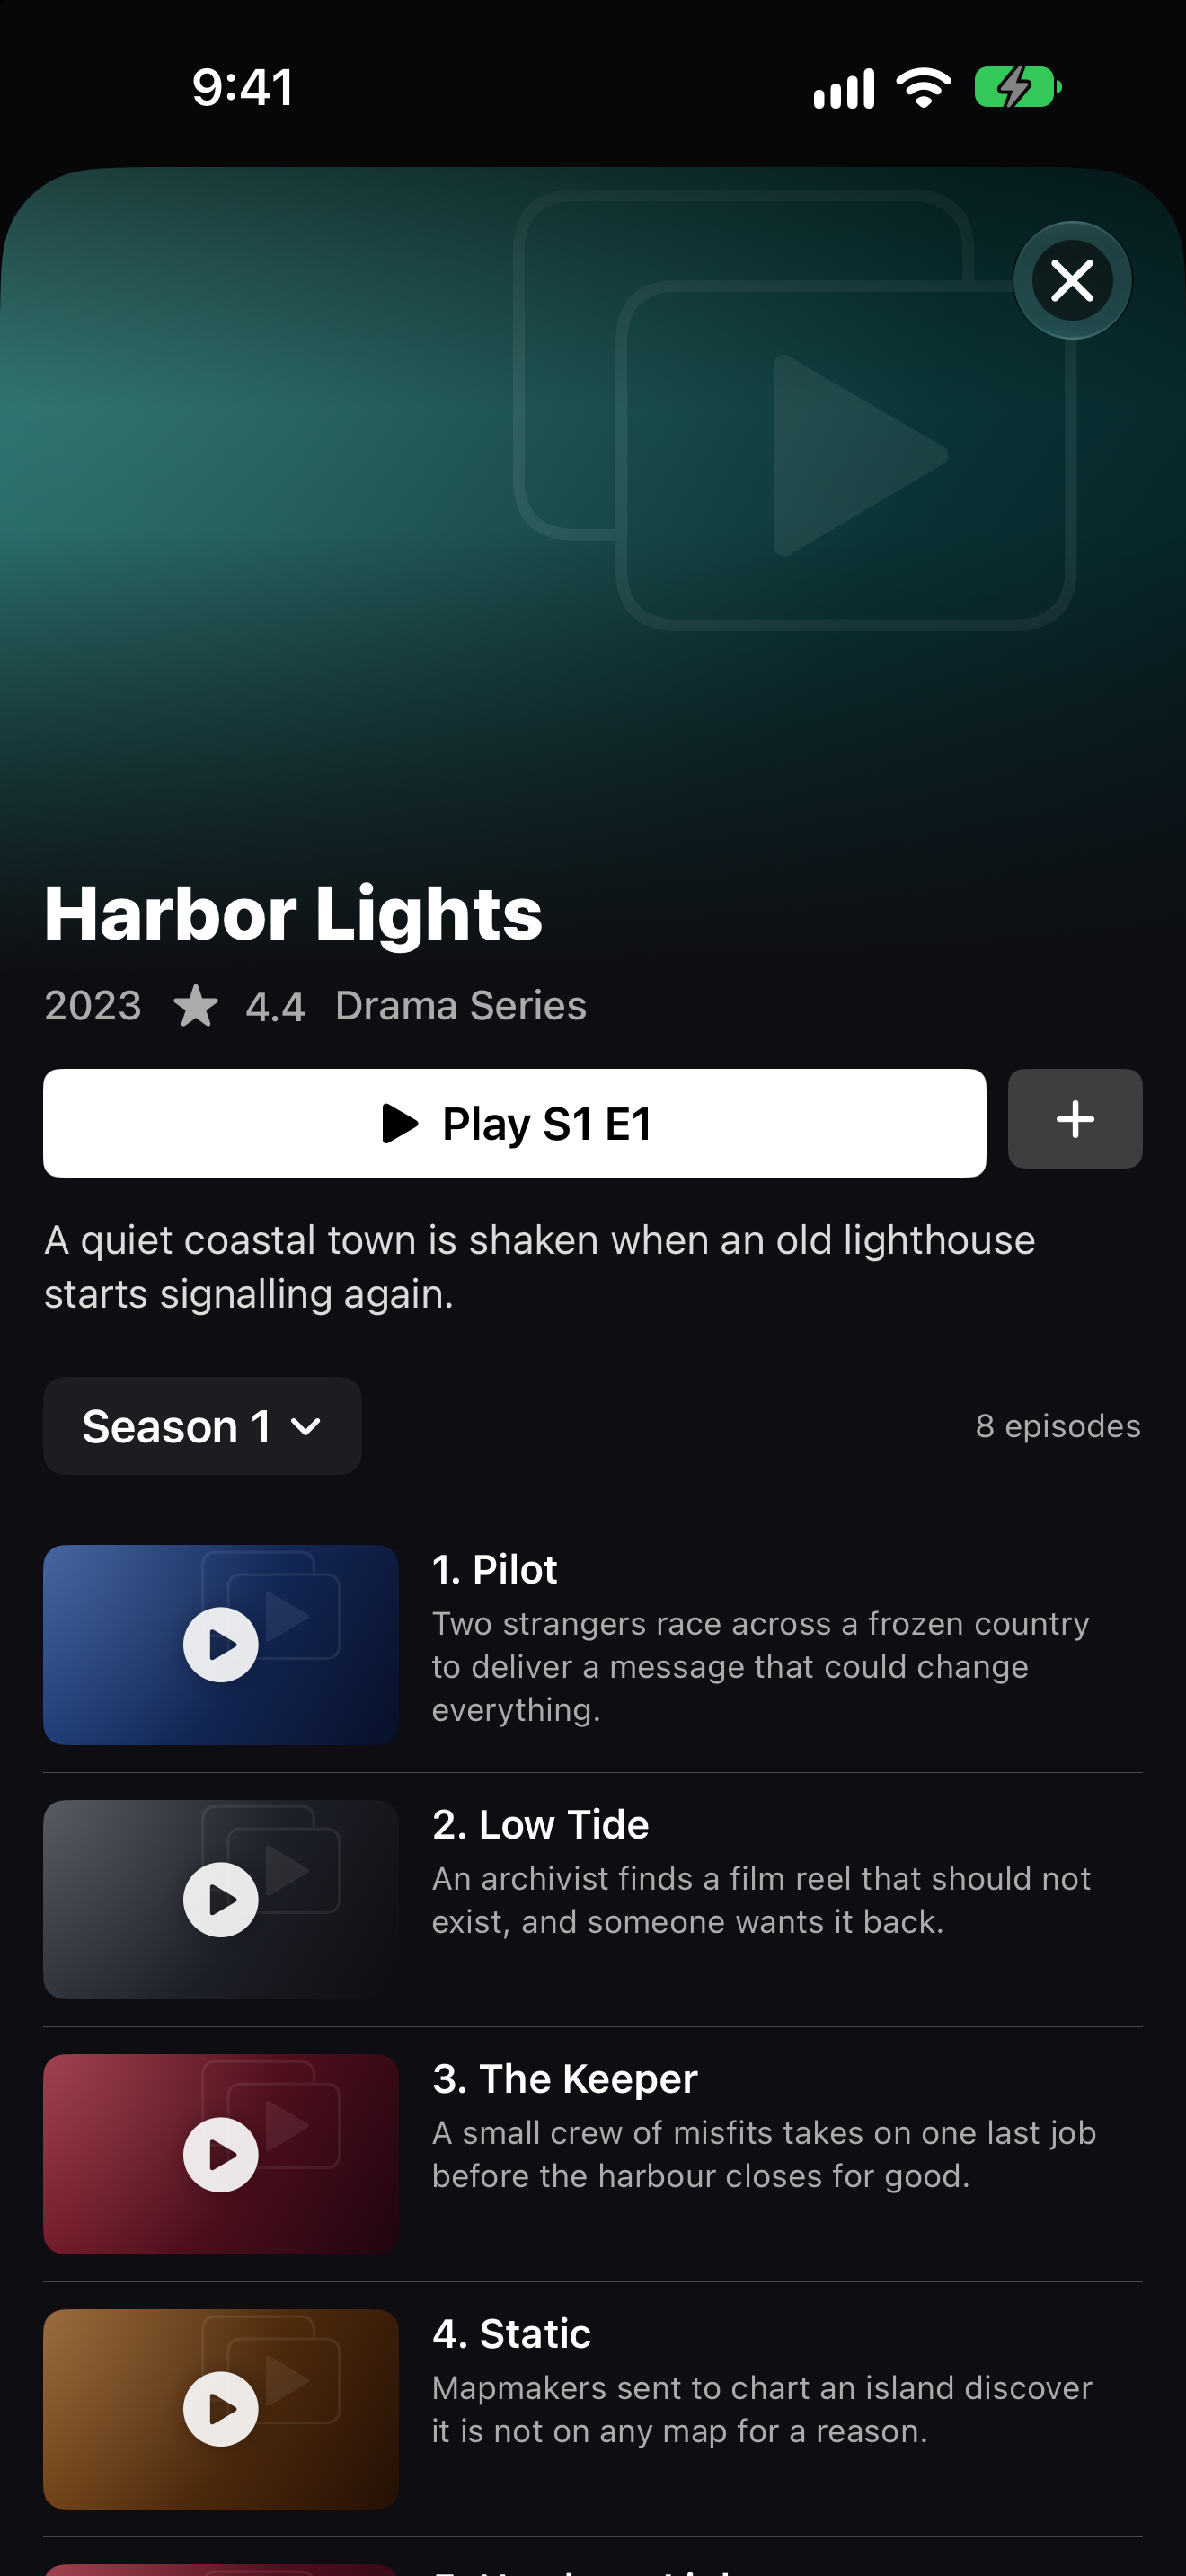 9:41
Harbor Lights
2023 4.4 Drama Series
Play S1 E1
A quiet coastal town is shaken when an old lighthouse
starts signalling again.
Season 1
8 episodes
1. Pilot
Two strangers race across a frozen country
to deliver a message that could change
everything.
2. Low Tide
An archivist finds a film reel that should not
exist, and someone wants it back.
3. The Keeper
A small crew of misfits takes on one last job
before the harbour closes for good.
4. Static
Mapmakers sent to chart an island discover
it is not on any map for a reason.